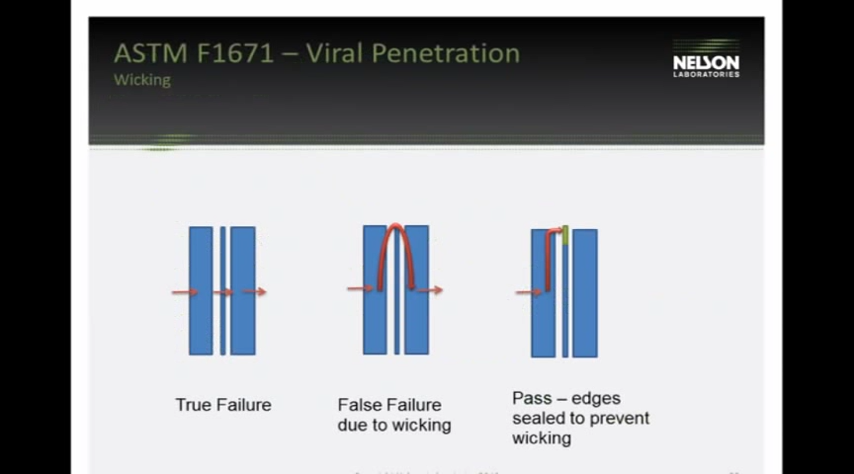 ASTM F1671 – Viral Penetration
Wicking
NELSON
LABORATORIES
True Failure
False Failure
due to wicking
Pass – edges
sealed to prevent
wicking